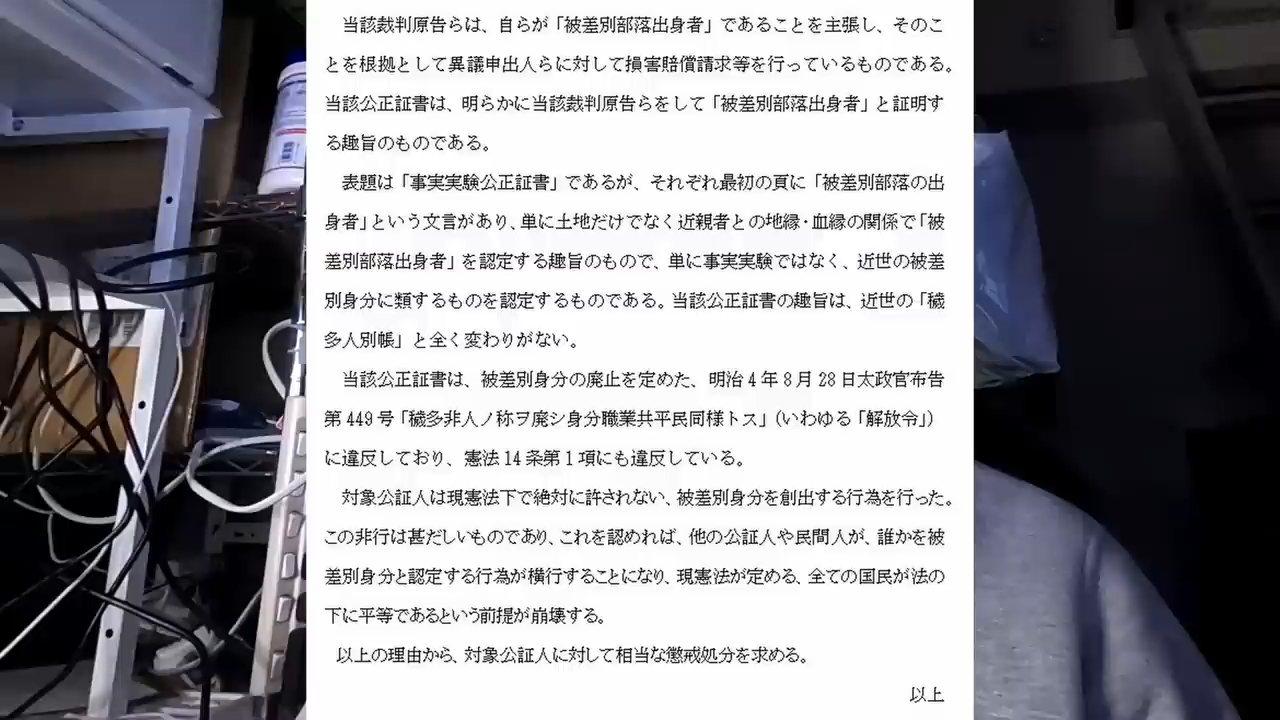 当該裁判原告らは、自らが「被差別部落出身者」であることを主張し、そのこ
とを根拠として異議申出人らに対して損害賠償請求等を行っているものである。
当該公正証書は、明らかに当該裁判原告らをして「被差別部落出身者」と証明す
る趣旨のものである。
表題は「事実実験公正証書」であるが、それぞれ最初の頁に「被差別部落の出
身者」という文言があり、単に土地だけでなく近親者との地縁・血縁の関係で「被
差別部落出身者」を認定する趣旨のもので、単に事実実験ではなく、近世の被差
別身分に類するものを認定するものである。当該公正証書の趣旨は、近世の「穢
多人別帳」と全く変わりがない。
当該公正証書は、被差別身分の廃止を定めた、明治4年8月28日太政官布告
第449号「穢多非人ノ称ヲ廃シ身分職業共平民同様トス」(いわゆる「解放令」)
に違反しており、憲法14条第1項にも違反している。
対象公証人は現憲法下で絶対に許されない、被差別身分を創出する行為を行った。
この非行は甚だしいものであり、これを認めれば、他の公証人や民間人が、誰かを被
差別身分と認定する行為が横行することになり、現憲法が定める、全ての国民が法の
下に平等であるという前提が崩壊する。
以上の理由から、対象公証人に対して相当な懲戒処分を求める。
以上